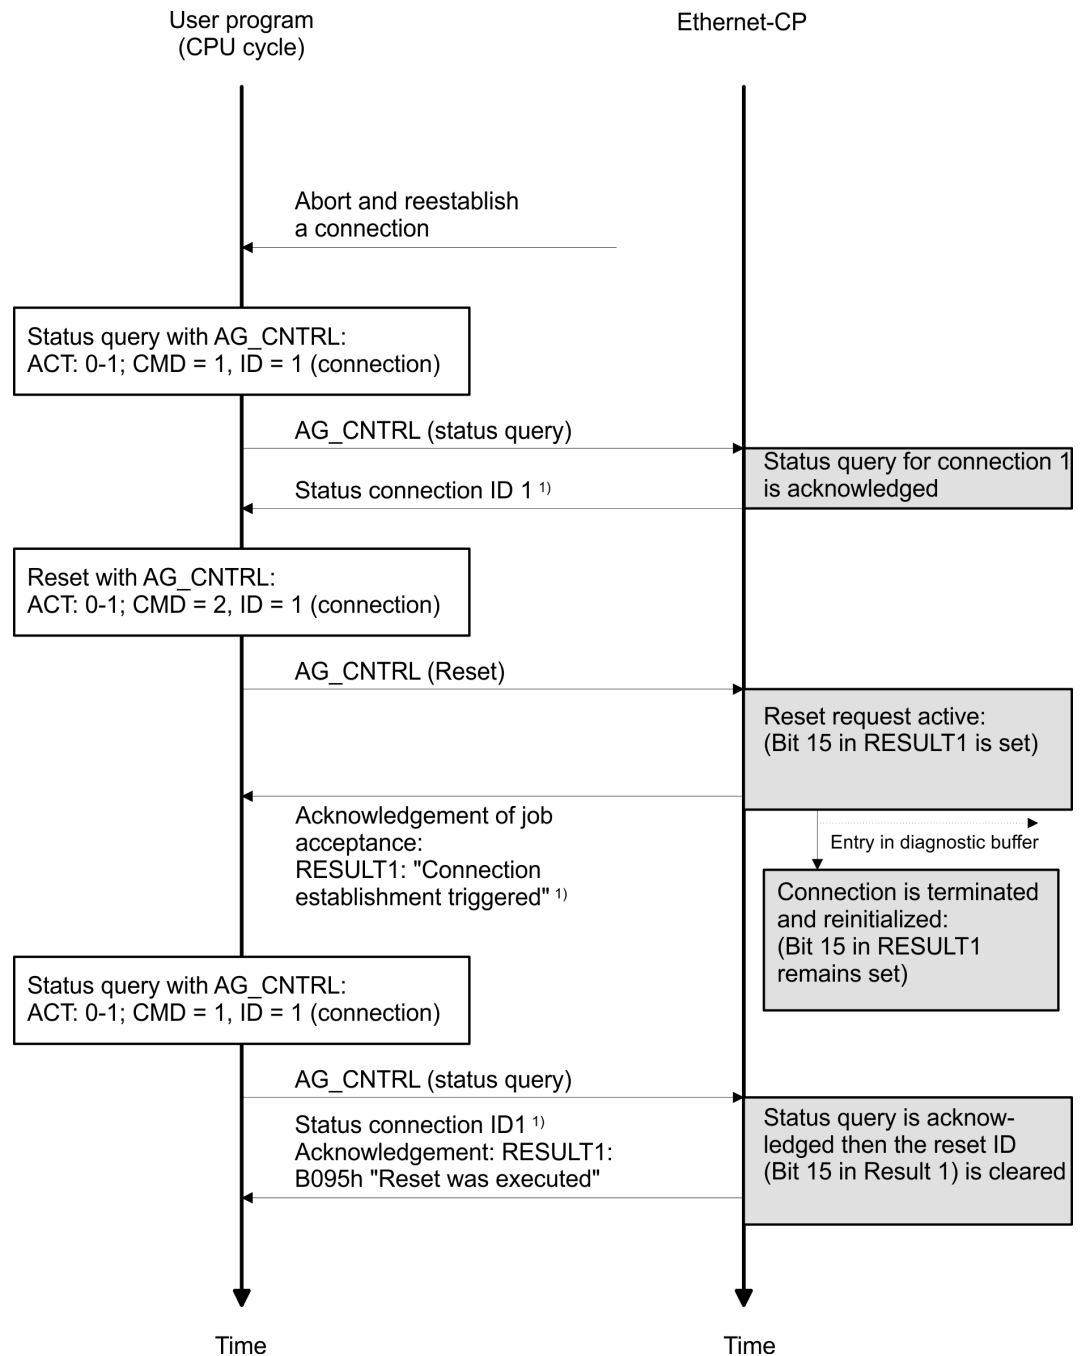 User program
(CPU cycle)
Ethernet-CP
Abort and reestablish
a connection
Status query with AG_CNTRL:
ACT: 0-1; CMD = 1, ID = 1 (connection)
AG_CNTRL (status query)
Status query for connection 1
is acknowledged
Status connection ID 1 1)
Reset with AG_CNTRL:
ACT: 0-1; CMD = 2, ID = 1 (connection)
AG_CNTRL (Reset)
Reset request active:
(Bit 15 in RESULT1 is set)
Acknowledgement of job
acceptance:
RESULT1: "Connection
establishment triggered" 1)
Entry in diagnostic buffer
Connection is terminated
and reinitialized:
(Bit 15 in RESULT1
remains set)
Status query with AG_CNTRL:
ACT: 0-1; CMD = 1, ID = 1 (connection)
AG_CNTRL (status query)
Status connection ID1 1)
Acknowledgement: RESULT1:
B095h "Reset was executed"
Status query is acknow-
ledged then the reset ID
(Bit 15 in Result 1) is cleared
Time
Time